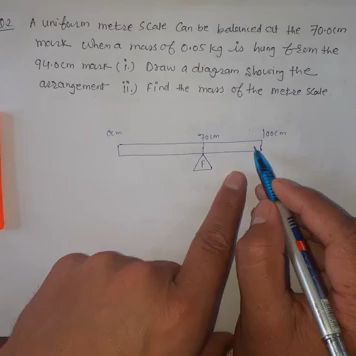 Q2 A uniform metre scale can be balanced at the 70.0cm
mark when a mass of 0.05 kg is hung from the
94.0cm mark (i.) Draw a diagram showing the
arrangement ii.) Find the mass of the metre scale
0cm 70cm 100cm
F